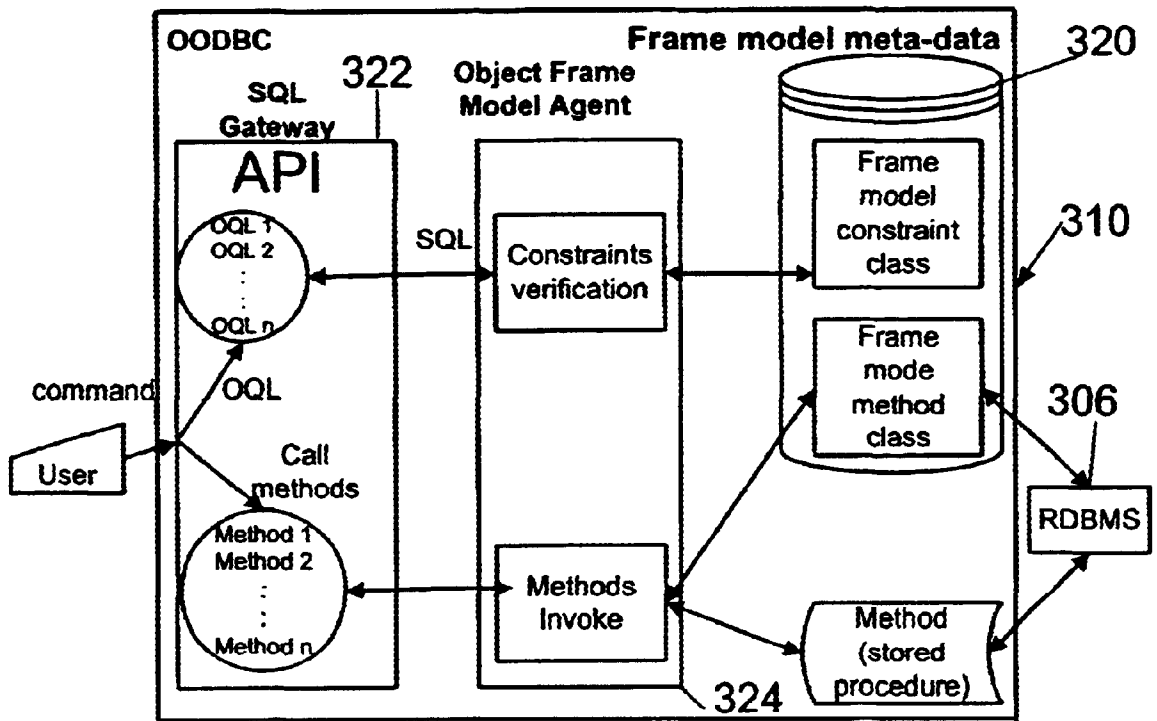 OODBC
Frame model meta-data
320
322
SQL
Gateway
Object Frame
Model Agent
API
OQL 1
OQL 2
.
.
.
OQL n
SQL
Constraints
verification
Frame
model
constraint
class
310
command
OQL
User
Call
methods
Frame
mode
method
class
306
RDBMS
Method 1
Method 2
.
.
.
Method n
Methods
Invoke
Method
(stored
procedure)
324